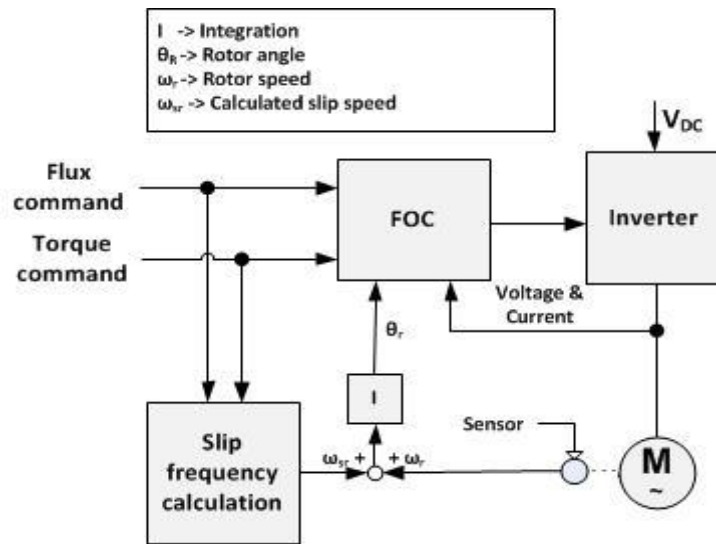 I -> Integration
θR -> Rotor angle
ωr -> Rotor speed
ωsr -> Calculated slip speed
VDC
Flux
command
FOC
Inverter
Torque
command
Voltage &
Current
θr
I
Sensor
Slip
frequency
calculation
ωsr +
+ ωr
M
~